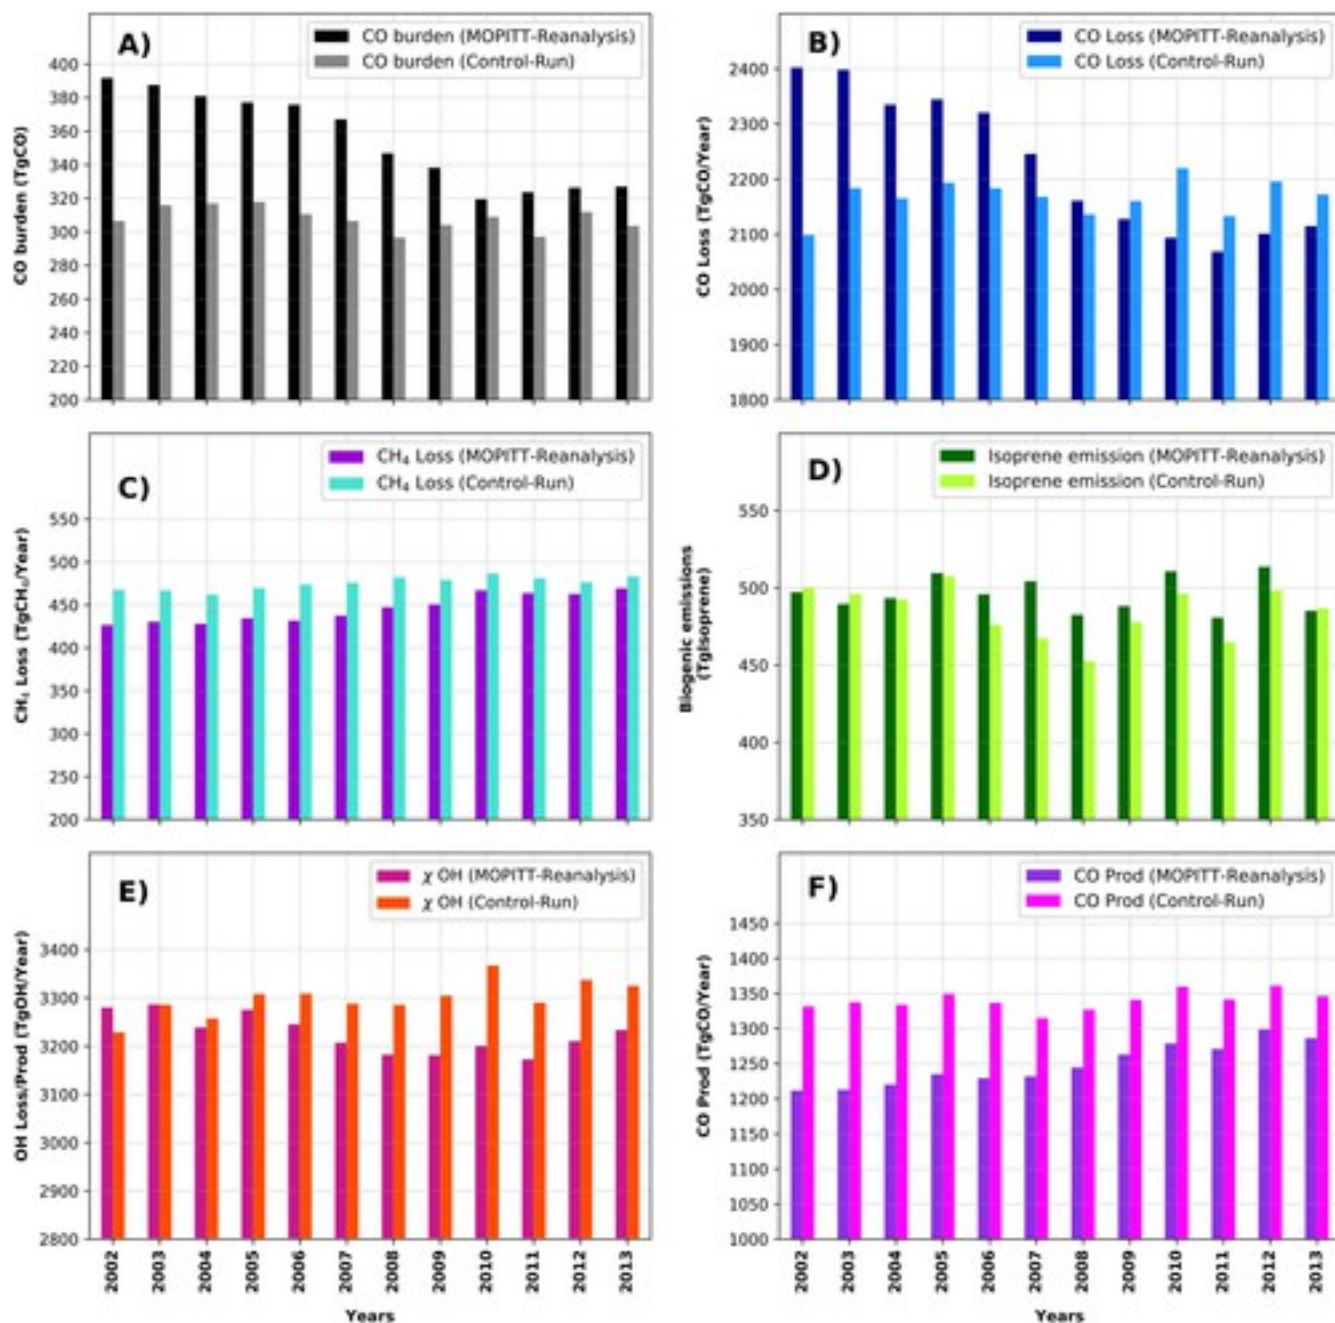 A)
CO burden (MOPITT-Reanalysis)
CO burden (Control-Run)
CO burden (TgCO)
400
380
360
340
320
300
280
260
240
220
200
B)
CO Loss (MOPITT-Reanalysis)
CO Loss (Control-Run)
CO Loss (TgCO/Year)
2400
2300
2200
2100
2000
1900
1800
C)
CH₄ Loss (MOPITT-Reanalysis)
CH₄ Loss (Control-Run)
CH₄ Loss (TgCH₄/Year)
550
500
450
400
350
300
250
200
D)
Isoprene emission (MOPITT-Reanalysis)
Isoprene emission (Control-Run)
Biogenic emissions
(TgIsoprene)
550
500
450
400
350
E)
χ OH (MOPITT-Reanalysis)
χ OH (Control-Run)
OH Loss/Prod (TgOH/Year)
3400
3300
3200
3100
3000
2900
2800
2002 2003 2004 2005 2006 2007 2008 2009 2010 2011 2012 2013
Years
F)
CO Prod (MOPITT-Reanalysis)
CO Prod (Control-Run)
CO Prod (TgCO/Year)
1450
1400
1350
1300
1250
1200
1150
1100
1050
1000
2002 2003 2004 2005 2006 2007 2008 2009 2010 2011 2012 2013
Years